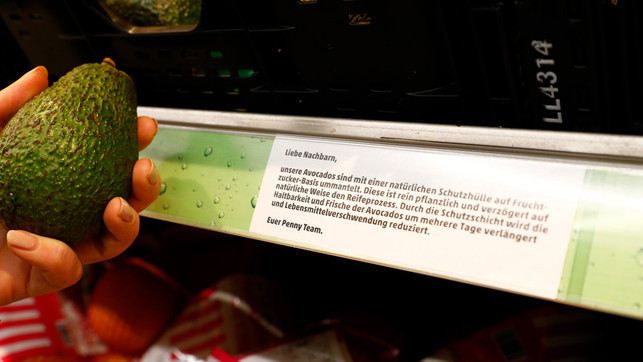 LL4314
Liebe Nachbarn,
unsere Avocados sind mit einer natürlichen Schutzhülle auf Frucht-
zucker-Basis ummantelt. Diese ist rein pflanzlich und verzögert auf
natürliche Weise den Reifeprozess. Durch die Schutzschicht wird die
Haltbarkeit und Frische der Avocados um mehrere Tage verlängert
und Lebensmittelverschwendung reduziert.
Euer Penny Team.